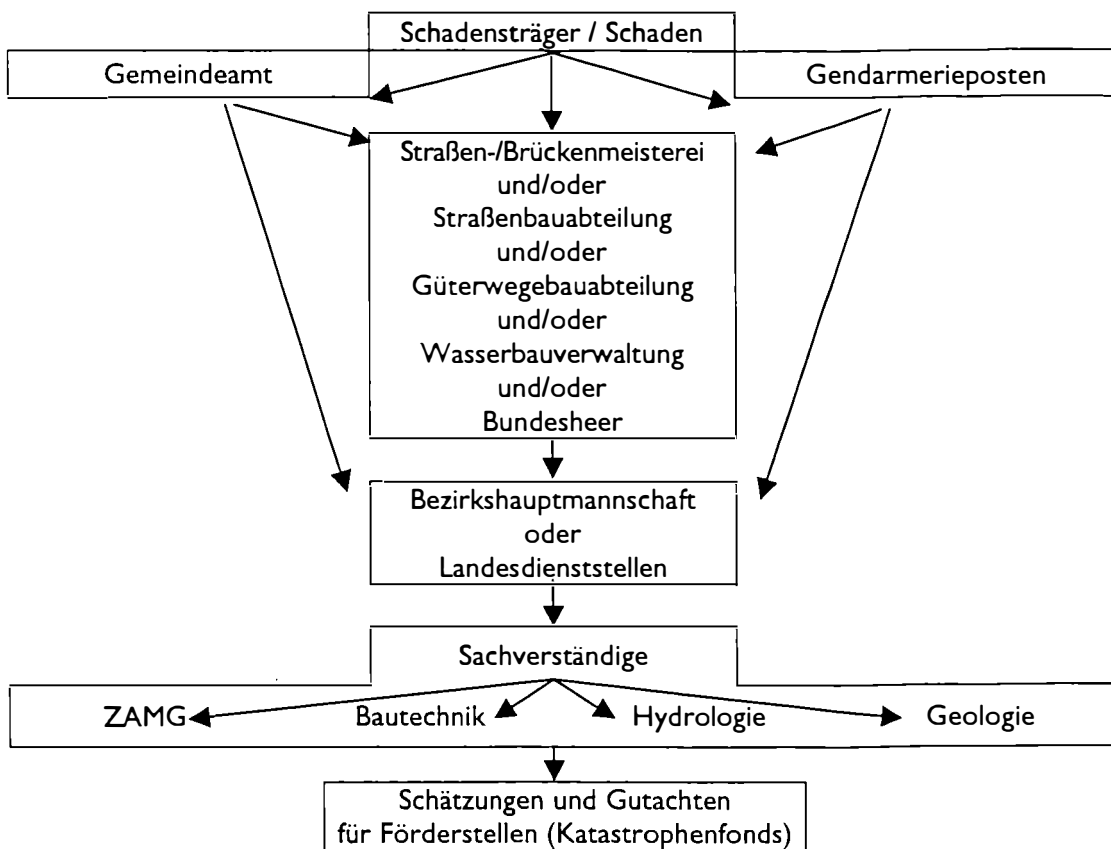 Schadensträger / Schaden
Gemeindeamt
Gendarmerieposten
Straßen-/Brückenmeisterei
und/oder
Straßenbauabteilung
und/oder
Güterwegebauabteilung
und/oder
Wasserbauverwaltung
und/oder
Bundesheer
Bezirkshauptmannschaft
oder
Landesdienststellen
Sachverständige
ZAMG
Bautechnik
Hydrologie
Geologie
Schätzungen und Gutachten
für Förderstellen (Katastrophenfonds)